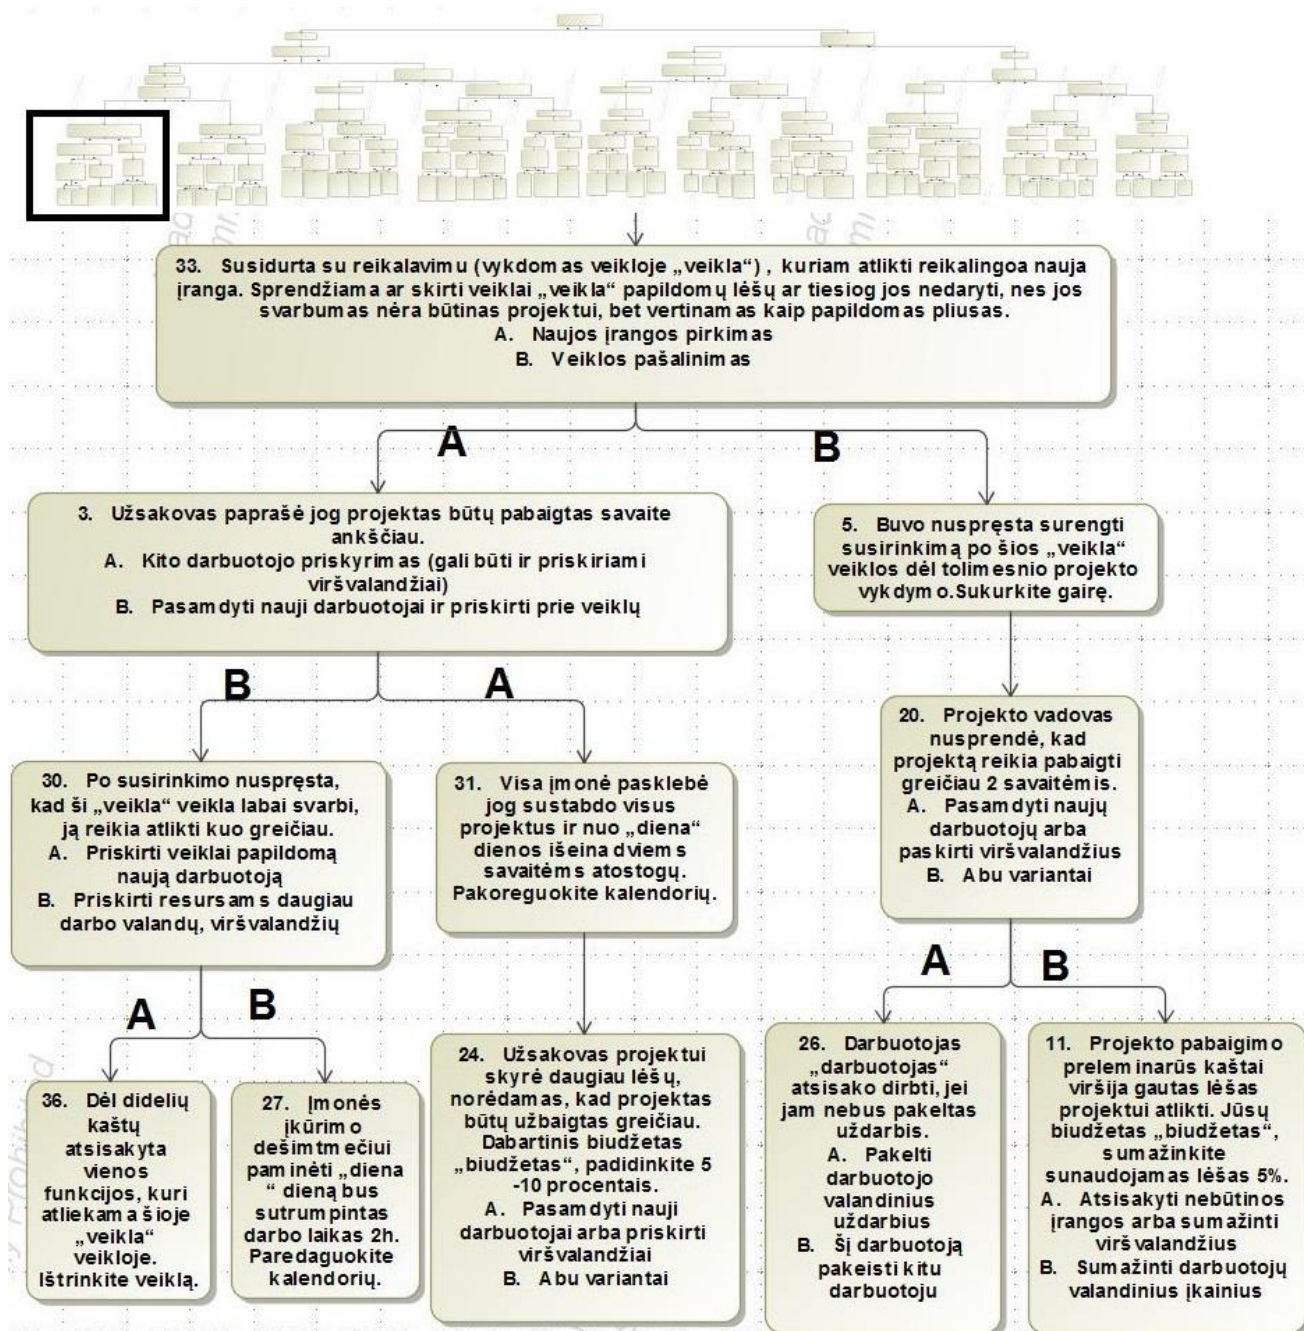 33. Susidurta su reikalavimu (vykdomas veikloje „veikla“) , kuriam atlikti reikalingoa nauja
įranga. Sprendžiama ar skirti veiklai „veikla“ papildomų lėšų ar tiesiog jos nedaryti, nes jos
svarbumas nėra būtinas projektui, bet vertinamas kaip papildomas pliusas.
A. Naujos įrangos pirkimas
B. Veiklos pašalinimas
A
B
3. Užsakovas paprašė jog projektas būtų pabaigtas savaite
ankščiau.
A. Kito darbuotojo priskyrimas (gali būti ir priskiriami
viršvalandžiai)
B. Pasamdyti nauji darbuotojai ir priskirti prie veiklų
5. Buvo nuspręsta surengti
susirinkimą po šios „veikla“
veiklos dėl tolimesnio projekto
vykdymo.Sukurkite gairę.
B
A
30. Po susirinkimo nuspręsta,
kad ši „veikla“ veikla labai svarbi,
ją reikia atlikti kuo greičiau.
A. Priskirti veiklai papildomą
naują darbuotoją
B. Priskirti resursams daugiau
darbo valandų, viršvalandžių
31. Visa įmonė pasklebė
jog sustabdo visus
projektus ir nuo „diena“
dienos išeina dviems
savaitėms atostogų.
Pakoreguokite kalendorių.
20. Projekto vadovas
nusprendė, kad
projektą reikia pabaigti
greičiau 2 savaitėmis.
A. Pasamdyti naujų
darbuotojų arba
paskirti viršvalandžius
B. Abu variantai
A
B
A
B
36. Dėl didelių
kaštų
atsisakyta
vienos
funkcijos, kuri
atliekama šioje
„veikla“
veikloje.
Ištrinkite veiklą.
27. Įmonės
įkūrimo
dešimtmečiui
paminėti „diena
“ dieną bus
sutrumpintas
darbo laikas 2h.
Paredaguokite
kalendorių.
24. Užsakovas projektui
skyrė daugiau lėšų,
norėdamas, kad projektas
būtų užbaigtas greičiau.
Dabartinis biudžetas
„biudžetas“, padidinkite 5
-10 procentais.
A. Pasamdyti nauji
darbuotojai arba priskirti
viršvalandžiai
B. Abu variantai
26. Darbuotojas
„darbuotojas“
atsisako dirbti, jei
jam nebus pakeltas
uždarbis.
A. Pakelti
darbuotojo
valandinius
uždarbius
B. Šį darbuotoją
pakeisti kitu
darbuotoju
11. Projekto pabaigimo
preleminarūs kaštai
viršija gautas lėšas
projektui atlikti. Jūsų
biudžetas „biudžetas“,
sumažinkite
sunaudojamas lėšas 5%.
A. Atsisakyti nebūtinos
įrangos arba sumažinti
viršvalandžius
B. Sumažinti darbuotojų
valandinius įkainius